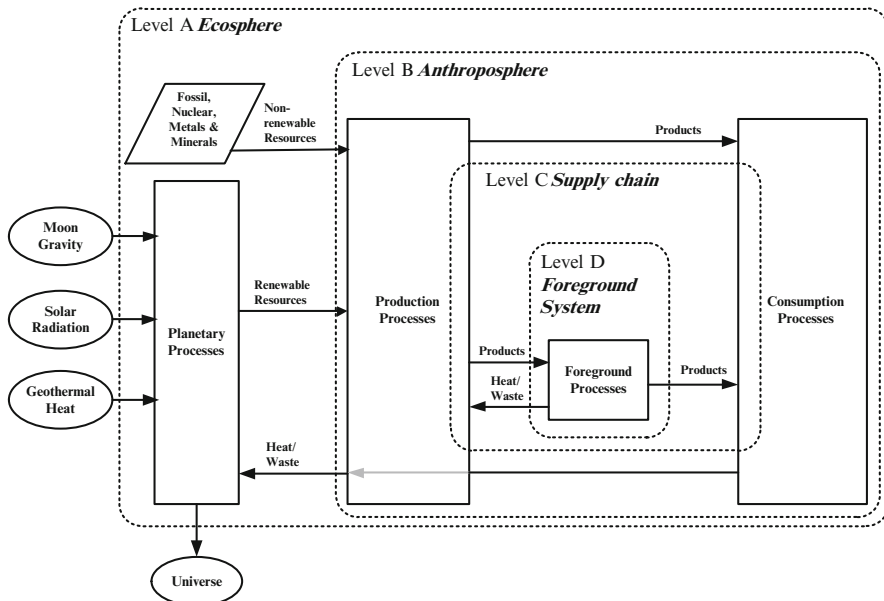 Level A Ecosphere
Level B Anthroposphere
Fossil,
Nuclear,
Metals &
Minerals
Non-
renewable
Resources
Products
Level C Supply chain
Moon
Gravity
Level D
Foreground
System
Renewable
Resources
Solar
Radiation
Planetary
Processes
Production
Processes
Consumption
Processes
Products
Foreground
Processes
Products
Heat/
Waste
Geothermal
Heat
Heat/
Waste
Universe